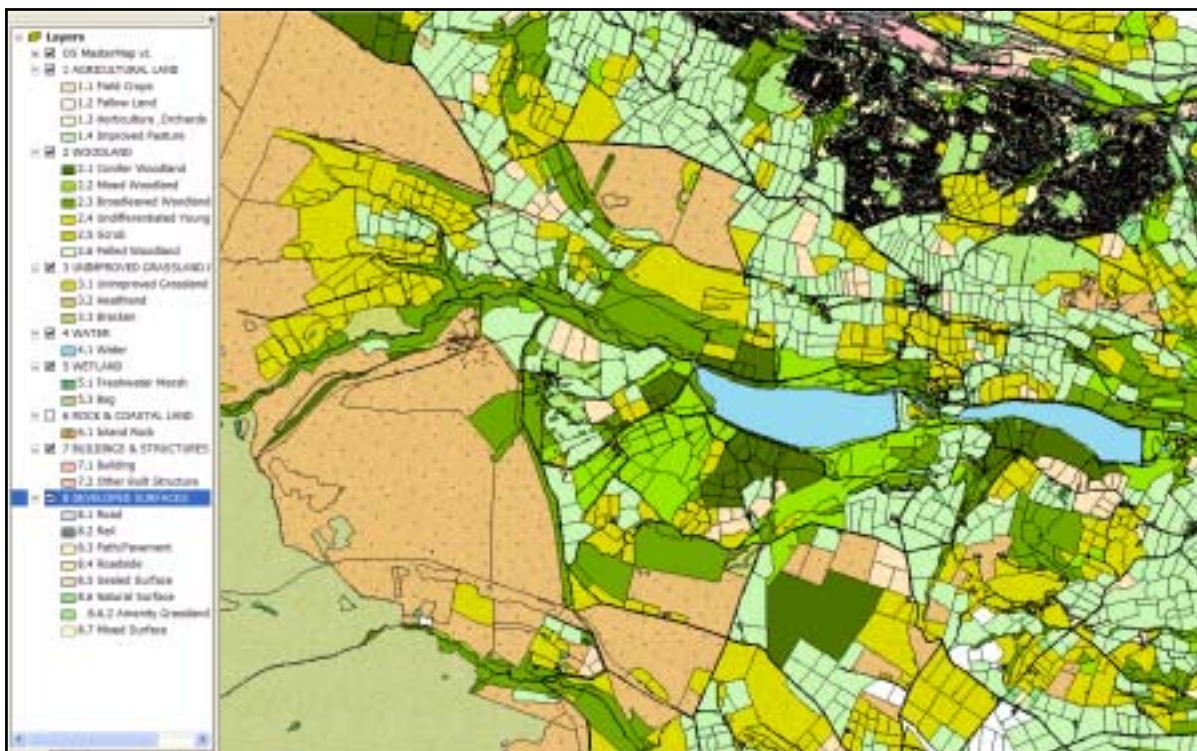 Layers
OS MasterMap v1
1 AGRICULTURAL LAND
1.1 Field Crops
1.2 Fallow Land
1.3 Horticulture, Orchards
1.4 Improved Pasture
2 WOODLAND
2.1 Conifer Woodland
2.2 Mixed Woodland
2.3 Broadleaved Woodland
2.4 Undifferentiated Young
2.5 Scrub
2.6 Felled Woodland
3 UNIMPROVED GRASSLAND
3.1 Unimproved Grassland
3.2 Heathland
3.3 Bracken
4 WATER
4.1 Water
5 WETLAND
5.1 Freshwater Marsh
5.3 Bog
6 ROCK & COASTAL LAND
6.1 Inland Rock
7 BUILDINGS & STRUCTURES
7.1 Building
7.2 Other Built Structure
8 DEVELOPED SURFACES
8.1 Road
8.2 Rail
8.3 Path/Pavement
8.4 Roadside
8.5 Sealed Surface
8.6 Natural Surface
8.6.2 Amenity Grassland
8.7 Mixed Surface